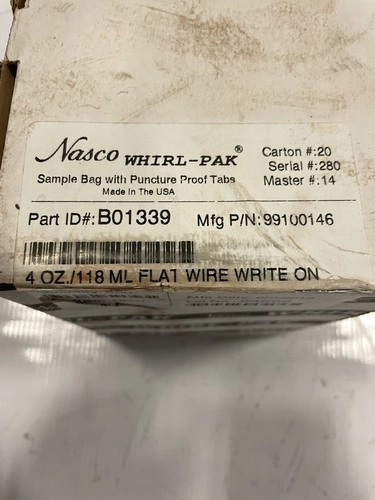 Nasco WHIRL-PAK®
Carton #:20
Sample Bag with Puncture Proof Tabs
Serial #:280
Made In The USA
Master #:14
Part ID#:B01339 Mfg P/N:99100146
4 OZ./118 ML FLAT WIRE WRITE ON